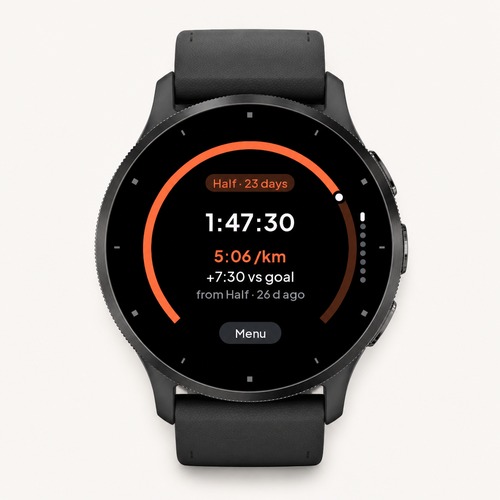 Half · 23 days
1:47:30
5:06/km
+7:30 vs goal
from Half · 26 d ago
Menu